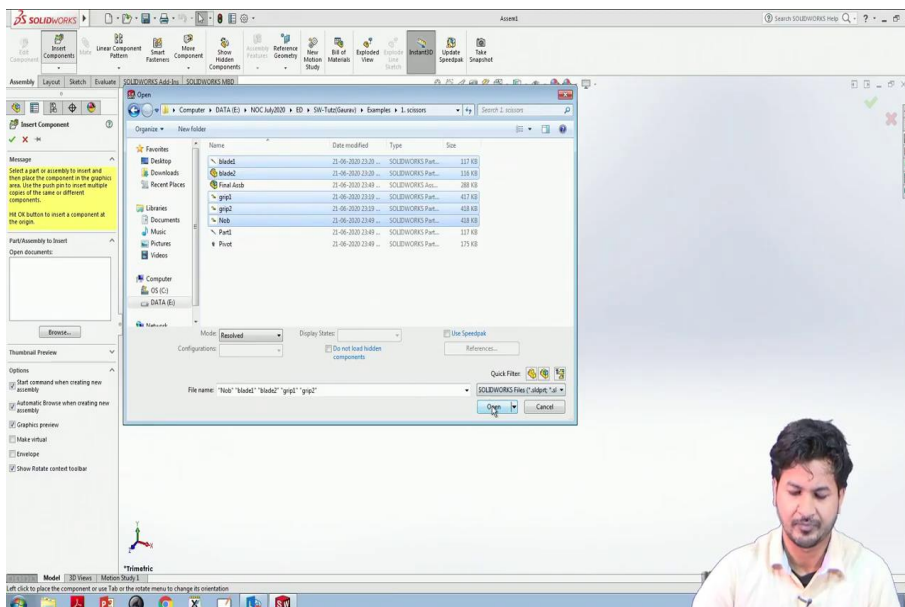 SOLIDWORKS
Assem1
Search SOLIDWORKS Help
Edit Component
Insert Components
Mate
Linear Component Pattern
Smart Fasteners
Move Component
Show Hidden Components
Assembly Features
Reference Geometry
New Motion Study
Bill of Materials
Exploded View
Explode Line Sketch
Instant3D
Update Speedpak
Take Snapshot
Assembly Layout Sketch Evaluate SOLIDWORKS Add-Ins SOLIDWORKS MBD
Insert Component
Message
Select a part or assembly to insert and
then place the component in the graphics
area. Use the push pin to insert multiple
copies of the same or different
components.
Hit OK button to insert a component at
the origin.
Part/Assembly to Insert
Open documents:
Browse...
Thumbnail Preview
Options
Start command when creating new
assembly
Automatic Browse when creating new
assembly
Graphics preview
Make virtual
Envelope
Show Rotate context toolbar
Open
Computer DATA (E:) NOC July2020 ED SW-Tutz(Gaurav) Examples 1. scissors
Search 1. scissors
Organize New folder
Favorites
Desktop
Downloads
Recent Places
Libraries
Documents
Music
Pictures
Videos
Computer
OS (C:)
DATA (E:)
Network
Name Date modified Type Size
blade1 21-06-2020 23:20 ... SOLIDWORKS Part... 117 KB
blade2 21-06-2020 23:20 ... SOLIDWORKS Part... 116 KB
Final Assb 21-06-2020 23:49 ... SOLIDWORKS Ass... 288 KB
grip1 21-06-2020 23:19 ... SOLIDWORKS Part... 417 KB
grip2 21-06-2020 23:19 ... SOLIDWORKS Part... 418 KB
Nob 21-06-2020 23:49 ... SOLIDWORKS Part... 418 KB
Part1 21-06-2020 23:49 ... SOLIDWORKS Part... 117 KB
Pivot 21-06-2020 23:49 ... SOLIDWORKS Part... 175 KB
Mode: Resolved
Display States:
Use Speedpak
Configurations:
Do not load hidden
components
References...
Quick Filter:
File name: "Nob" "blade1" "blade2" "grip1" "grip2"
SOLIDWORKS Files (*.sldprt; *.sl
Open
Cancel
*Trimetric
Model 3D Views Motion Study 1
Left click to place the component or use Tab or the rotate menu to change its orientation